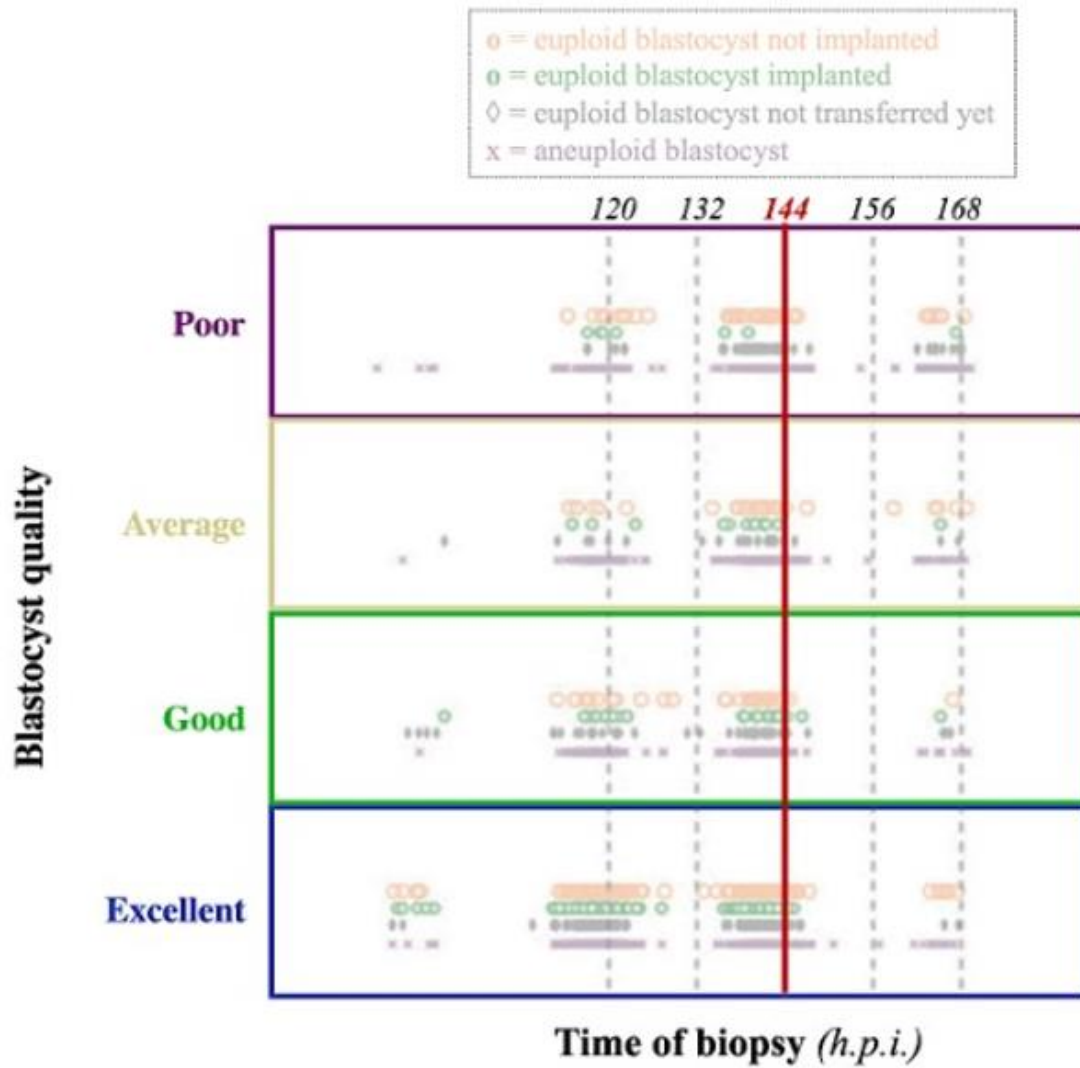 o = euploid blastocyst not implanted
o = euploid blastocyst implanted
◊ = euploid blastocyst not transferred yet
x = aneuploid blastocyst
120 132 144 156 168
Poor
Average
Good
Excellent
Blastocyst quality
Time of biopsy (h.p.i.)